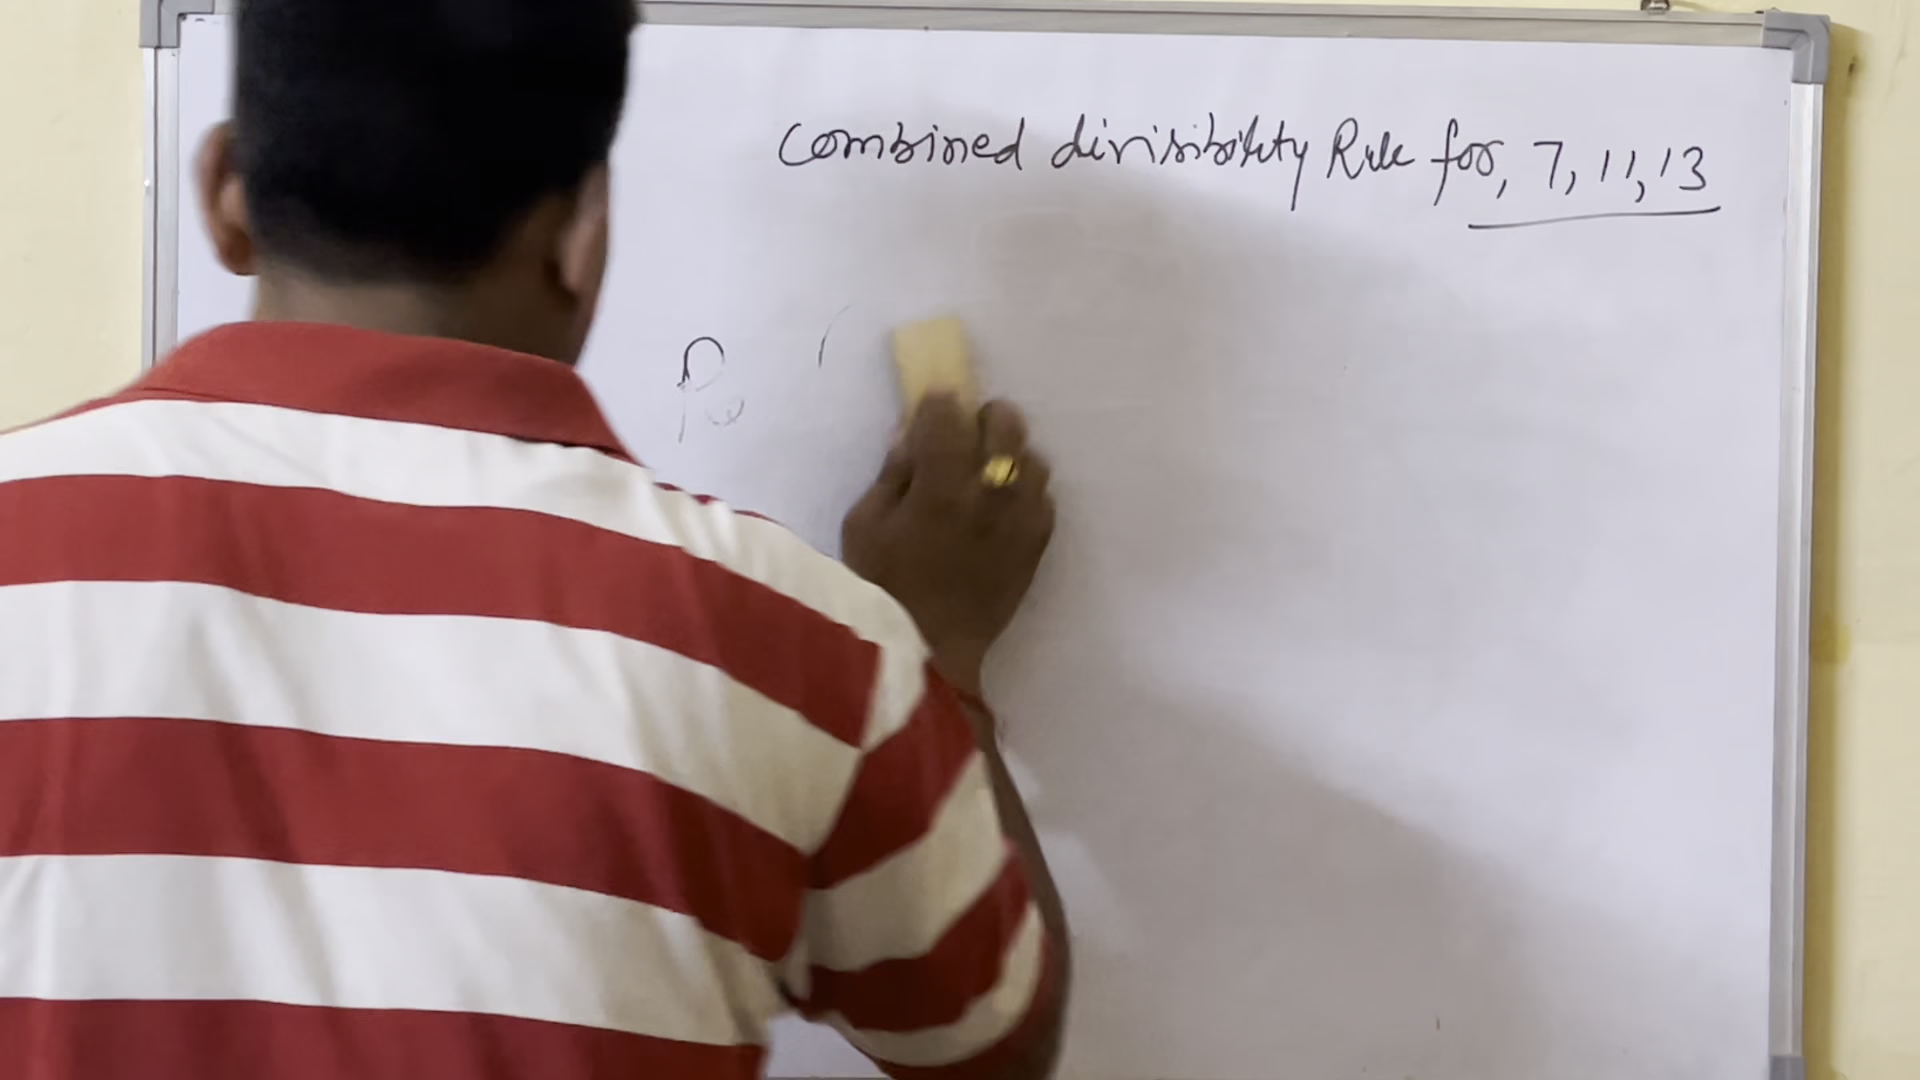 Combined divisibility Rule for, 7, 11, 13